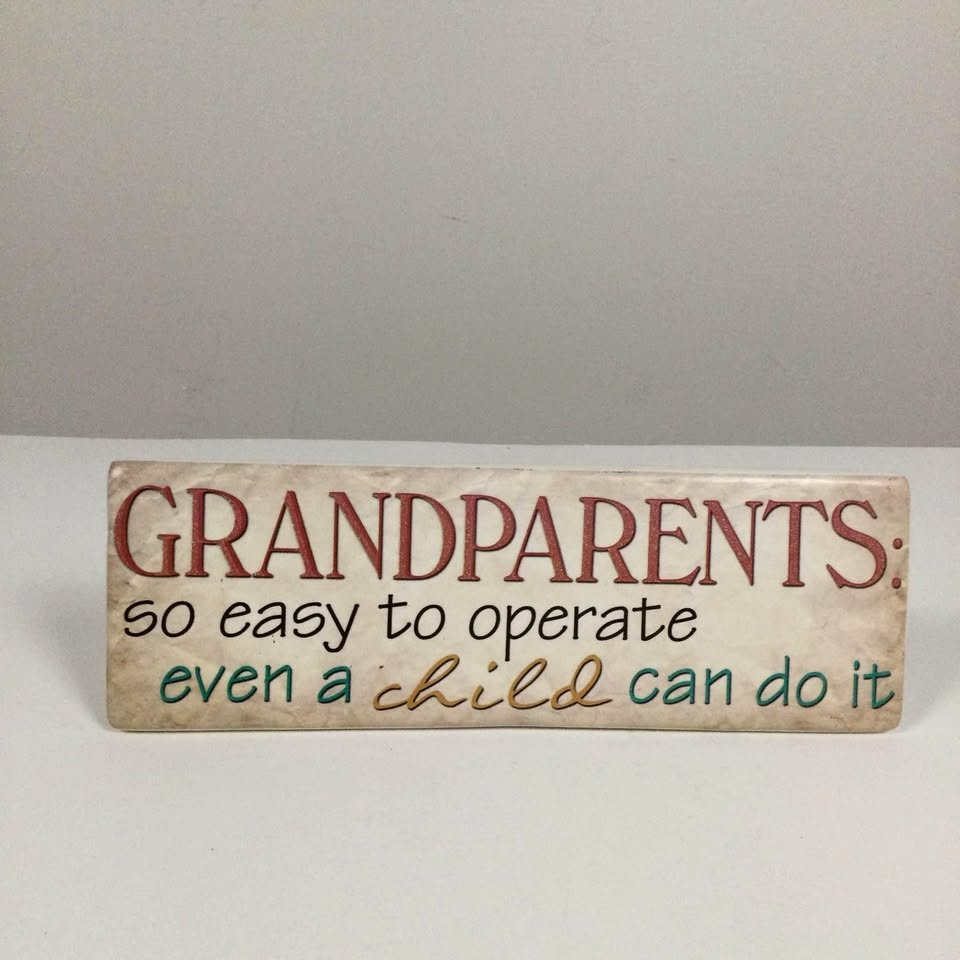 GRANDPARENTS:
so easy to operate
even a child can do it